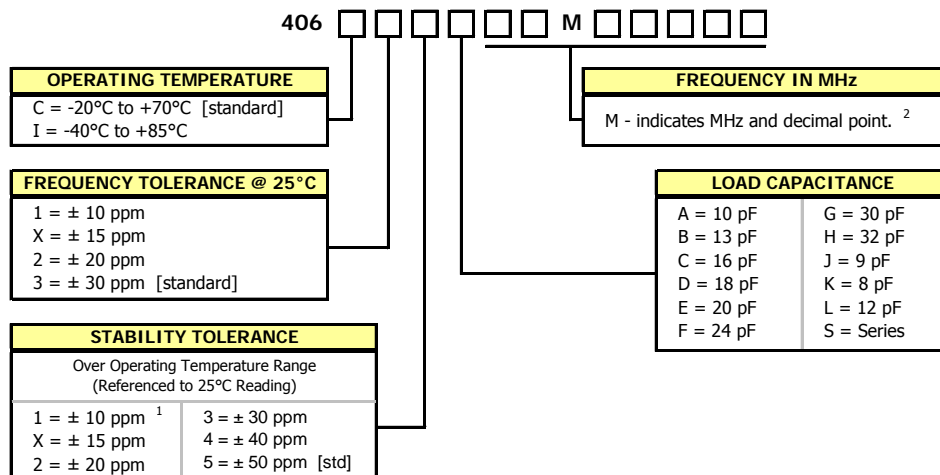 406 M
OPERATING TEMPERATURE
C = -20°C to +70°C [standard]
I = -40°C to +85°C
FREQUENCY IN MHz
M - indicates MHz and decimal point. 2
FREQUENCY TOLERANCE @ 25°C
1 = ± 10 ppm
X = ± 15 ppm
2 = ± 20 ppm
3 = ± 30 ppm [standard]
LOAD CAPACITANCE
A = 10 pF
B = 13 pF
C = 16 pF
D = 18 pF
E = 20 pF
F = 24 pF
G = 30 pF
H = 32 pF
J = 9 pF
K = 8 pF
L = 12 pF
S = Series
STABILITY TOLERANCE
Over Operating Temperature Range
(Referenced to 25°C Reading)
1 = ± 10 ppm 1
X = ± 15 ppm
2 = ± 20 ppm
3 = ± 30 ppm
4 = ± 40 ppm
5 = ± 50 ppm [std]